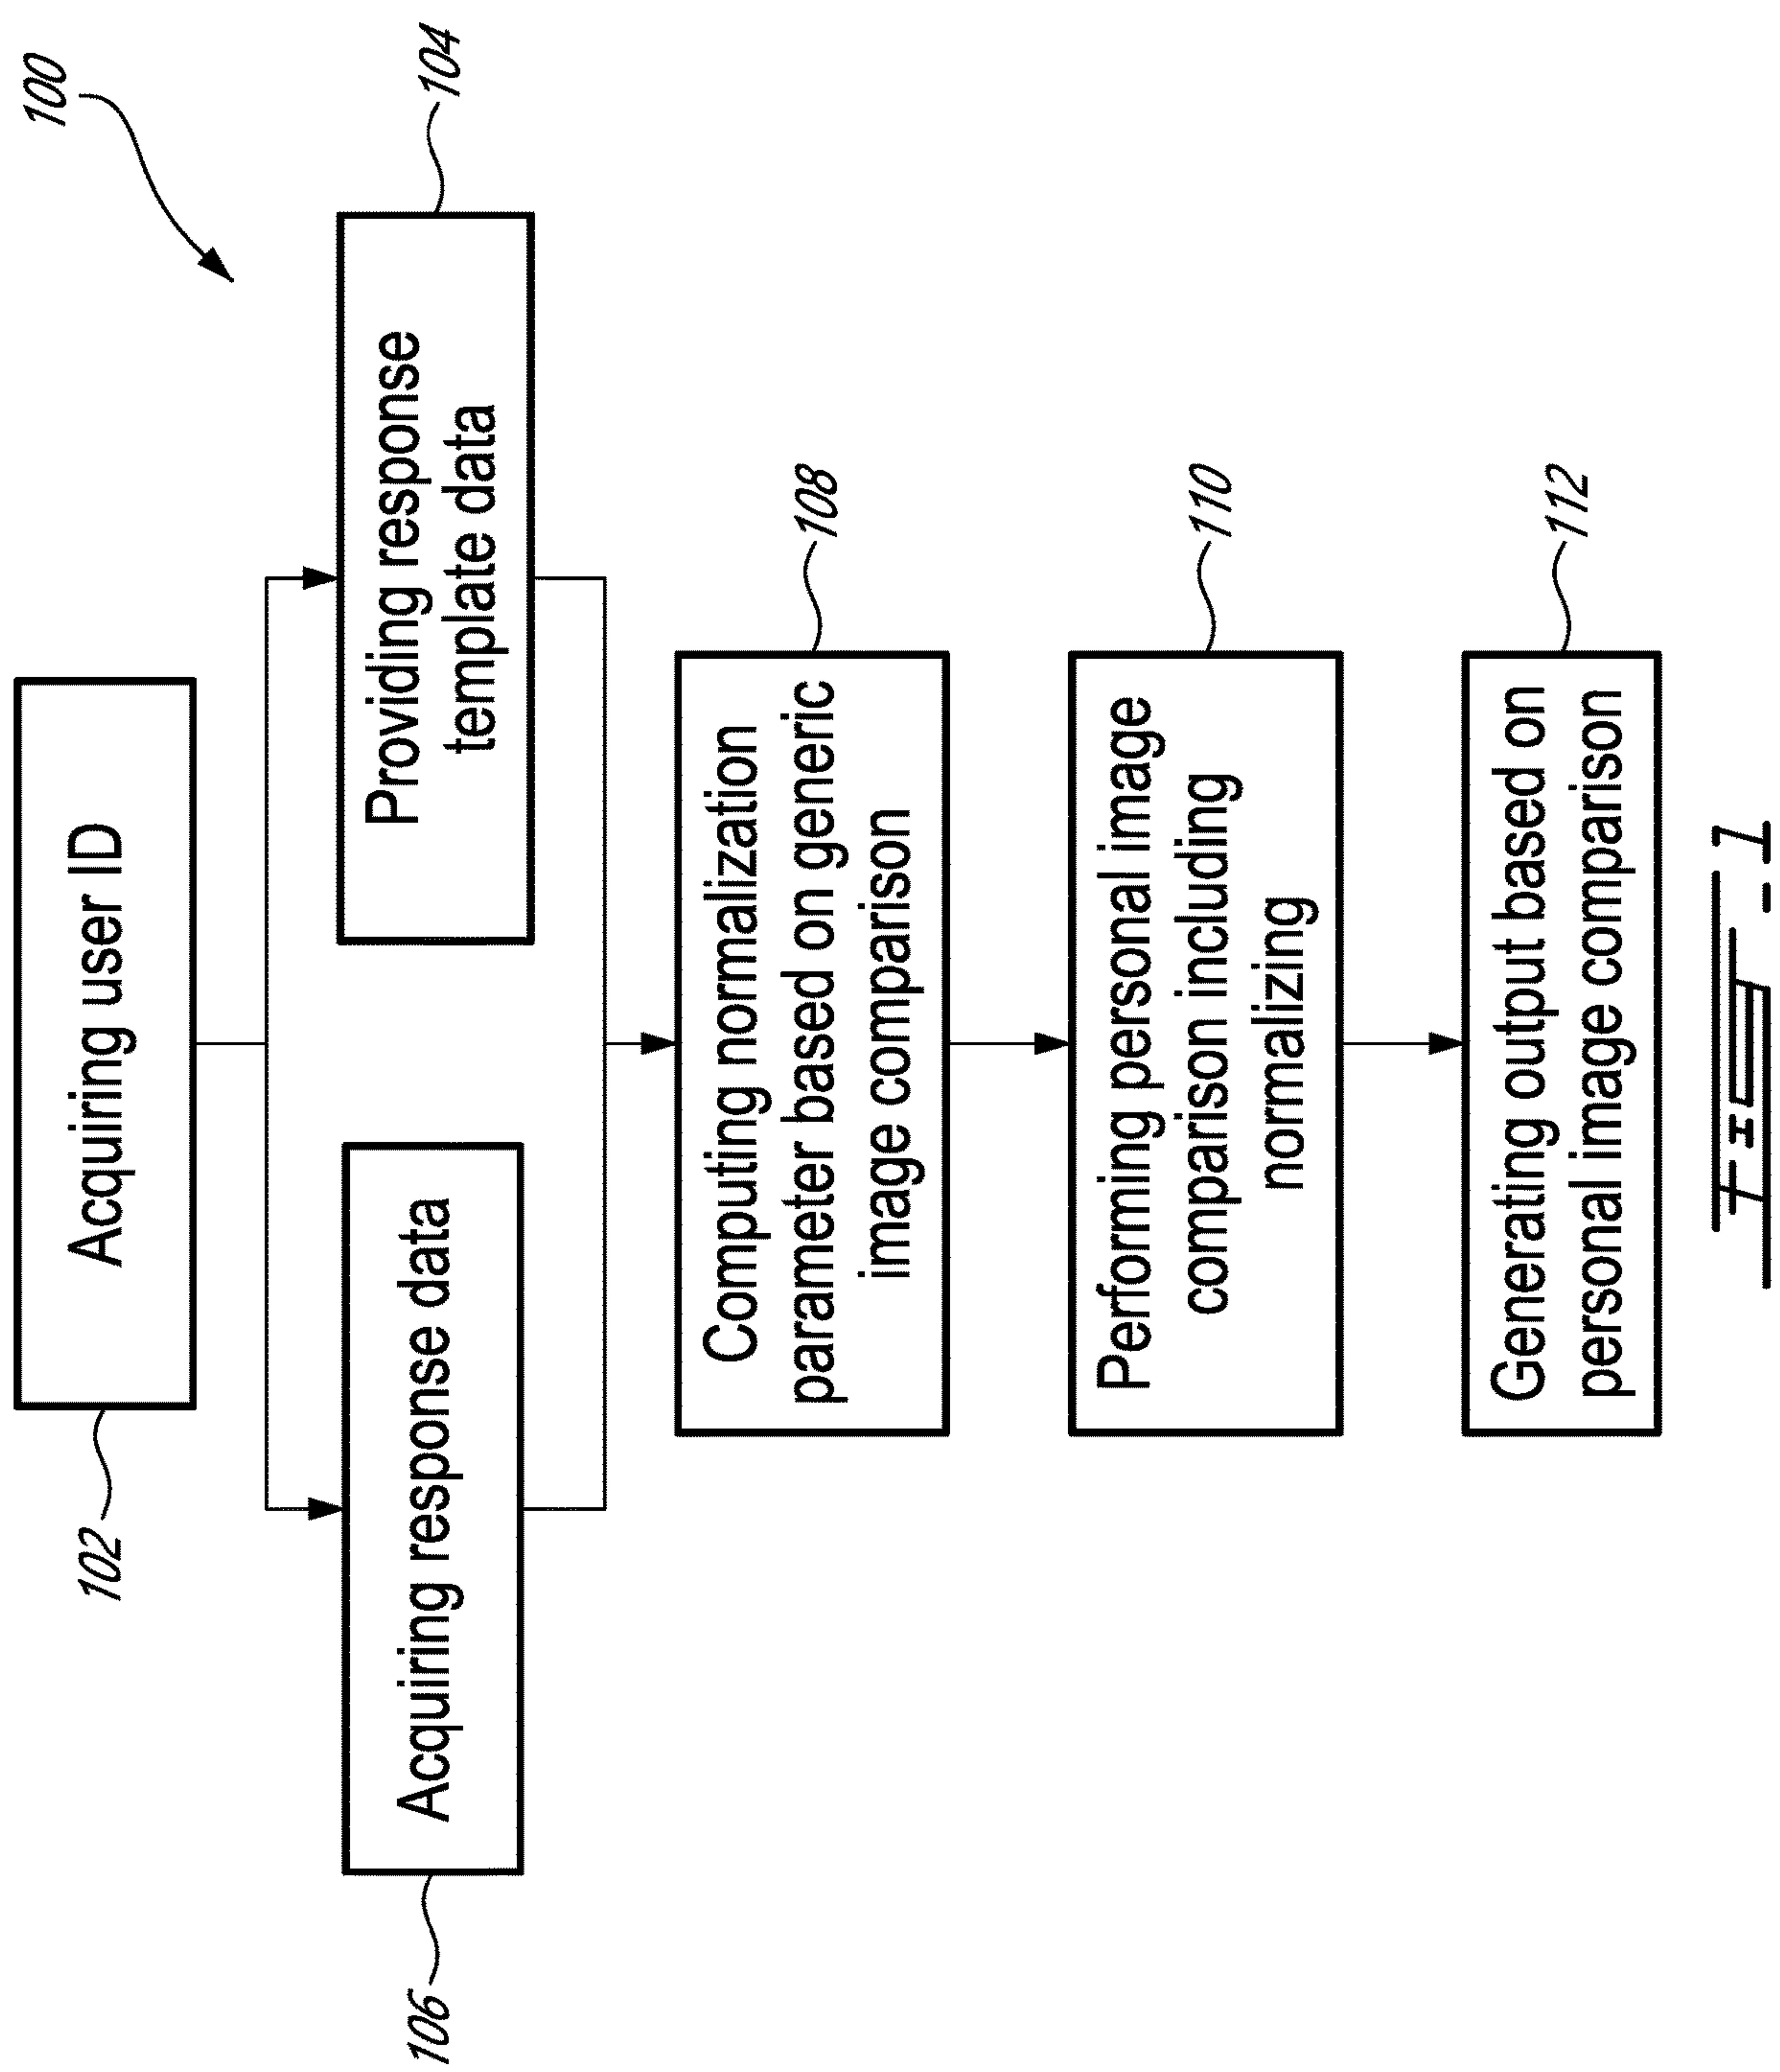 100
102
Acquiring user ID
106
Acquiring response data
104
Providing response
template data
108
Computing normalization
parameter based on generic
image comparison
110
Performing personal image
comparison including
normalizing
112
Generating output based on
personal image comparison
FIG - 1